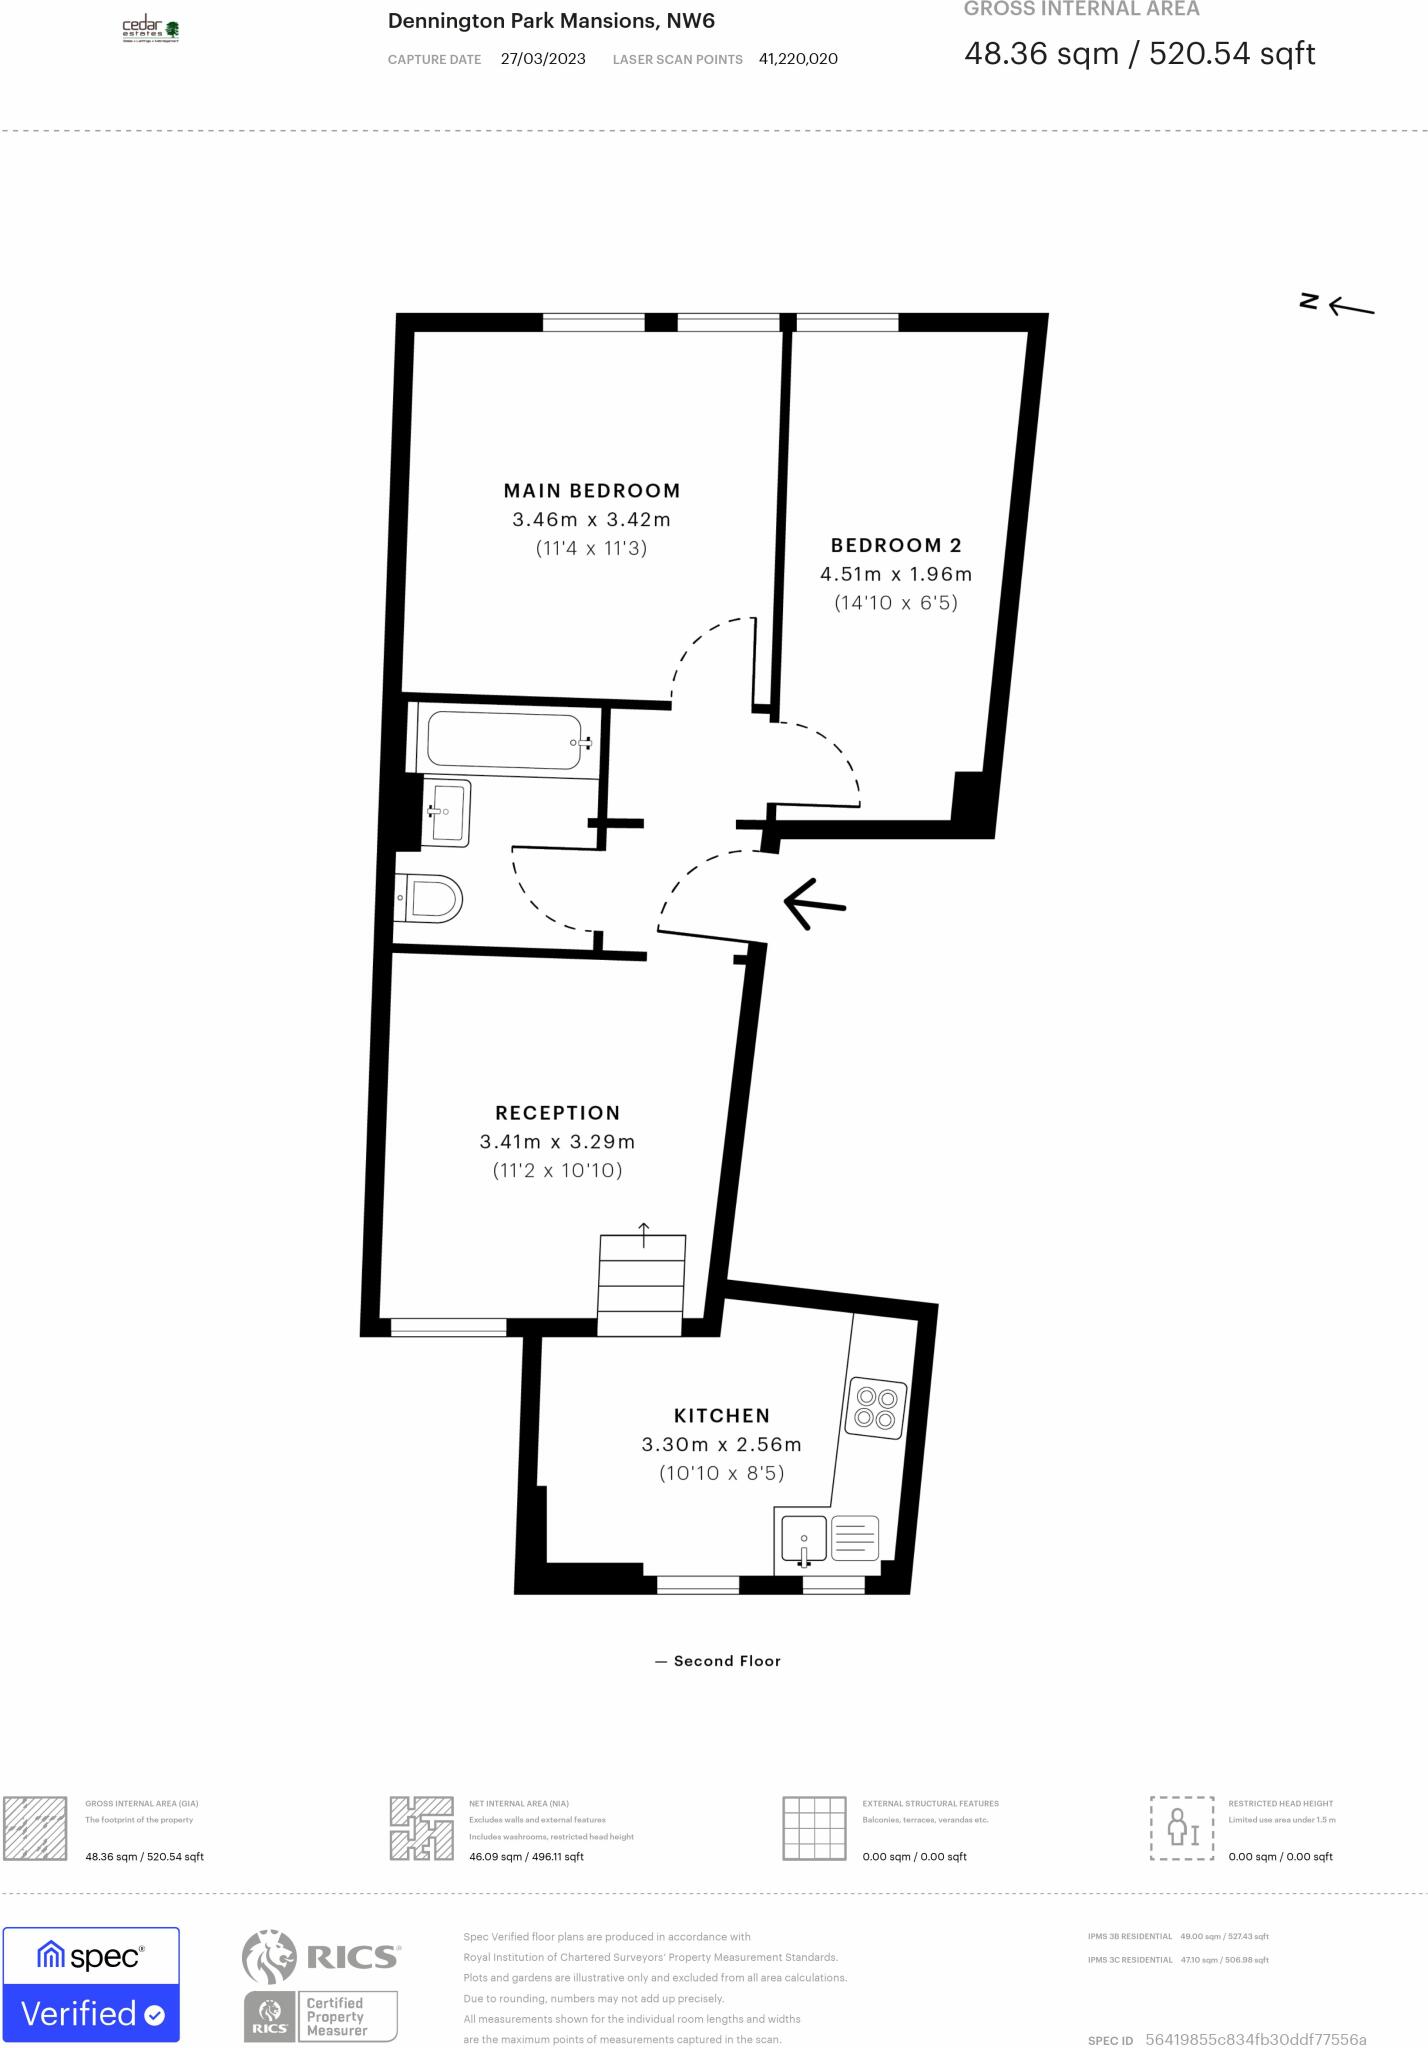 cedar
estates
Dennington Park Mansions, NW6
CAPTURE DATE 27/03/2023 LASER SCAN POINTS 41,220,020
GROSS INTERNAL AREA
48.36 sqm / 520.54 sqft
N
MAIN BEDROOM
3.46m x 3.42m
(11'4 x 11'3)
BEDROOM 2
4.51m x 1.96m
(14'10 x 6'5)
RECEPTION
3.41m x 3.29m
(11'2 x 10'10)
KITCHEN
3.30m x 2.56m
(10'10 x 8'5)
— Second Floor
GROSS INTERNAL AREA (GIA)
The footprint of the property
48.36 sqm / 520.54 sqft
NET INTERNAL AREA (NIA)
Excludes walls and external features
Includes washrooms, restricted head height
46.09 sqm / 496.11 sqft
EXTERNAL STRUCTURAL FEATURES
Balconies, terraces, verandas etc.
0.00 sqm / 0.00 sqft
RESTRICTED HEAD HEIGHT
Limited use area under 1.5 m
0.00 sqm / 0.00 sqft
spec®
Verified
RICS®
RICS
Certified
Property
Measurer
Spec Verified floor plans are produced in accordance with
Royal Institution of Chartered Surveyors' Property Measurement Standards.
Plots and gardens are illustrative only and excluded from all area calculations.
Due to rounding, numbers may not add up precisely.
All measurements shown for the individual room lengths and widths
are the maximum points of measurements captured in the scan.
IPMS 3B RESIDENTIAL 49.00 sqm / 527.43 sqft
IPMS 3C RESIDENTIAL 47.10 sqm / 506.98 sqft
SPEC ID 56419855c834fb30ddf77556a